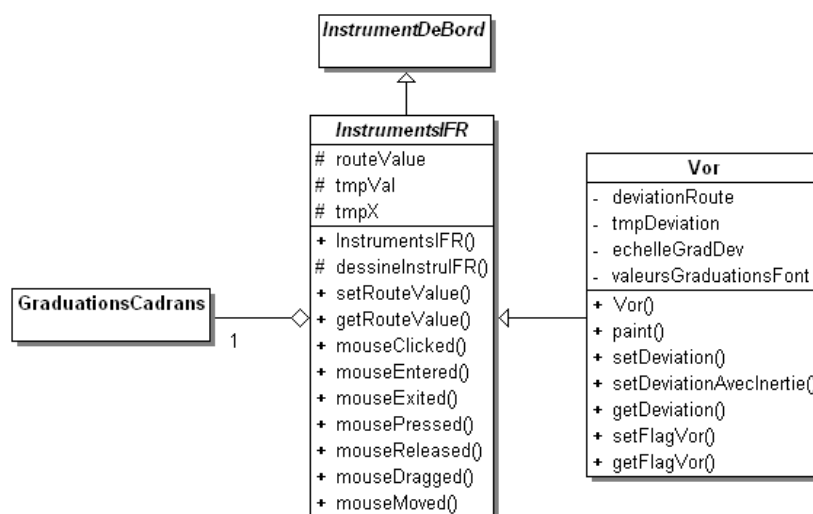 InstrumentDeBord
InstrumentsIFR
# routeValue
# tmpVal
# tmpX
+ InstrumentsIFR()
# dessineInstruIFR()
+ setRouteValue()
+ getRouteValue()
+ mouseClicked()
+ mouseEntered()
+ mouseExited()
+ mousePressed()
+ mouseReleased()
+ mouseDragged()
+ mouseMoved()
GraduationsCadrans
1
Vor
- deviationRoute
- tmpDeviation
- echelleGradDev
- valeursGraduationsFont
+ Vor()
+ paint()
+ setDeviation()
+ setDeviationAvecInertie()
+ getDeviation()
+ setFlagVor()
+ getFlagVor()